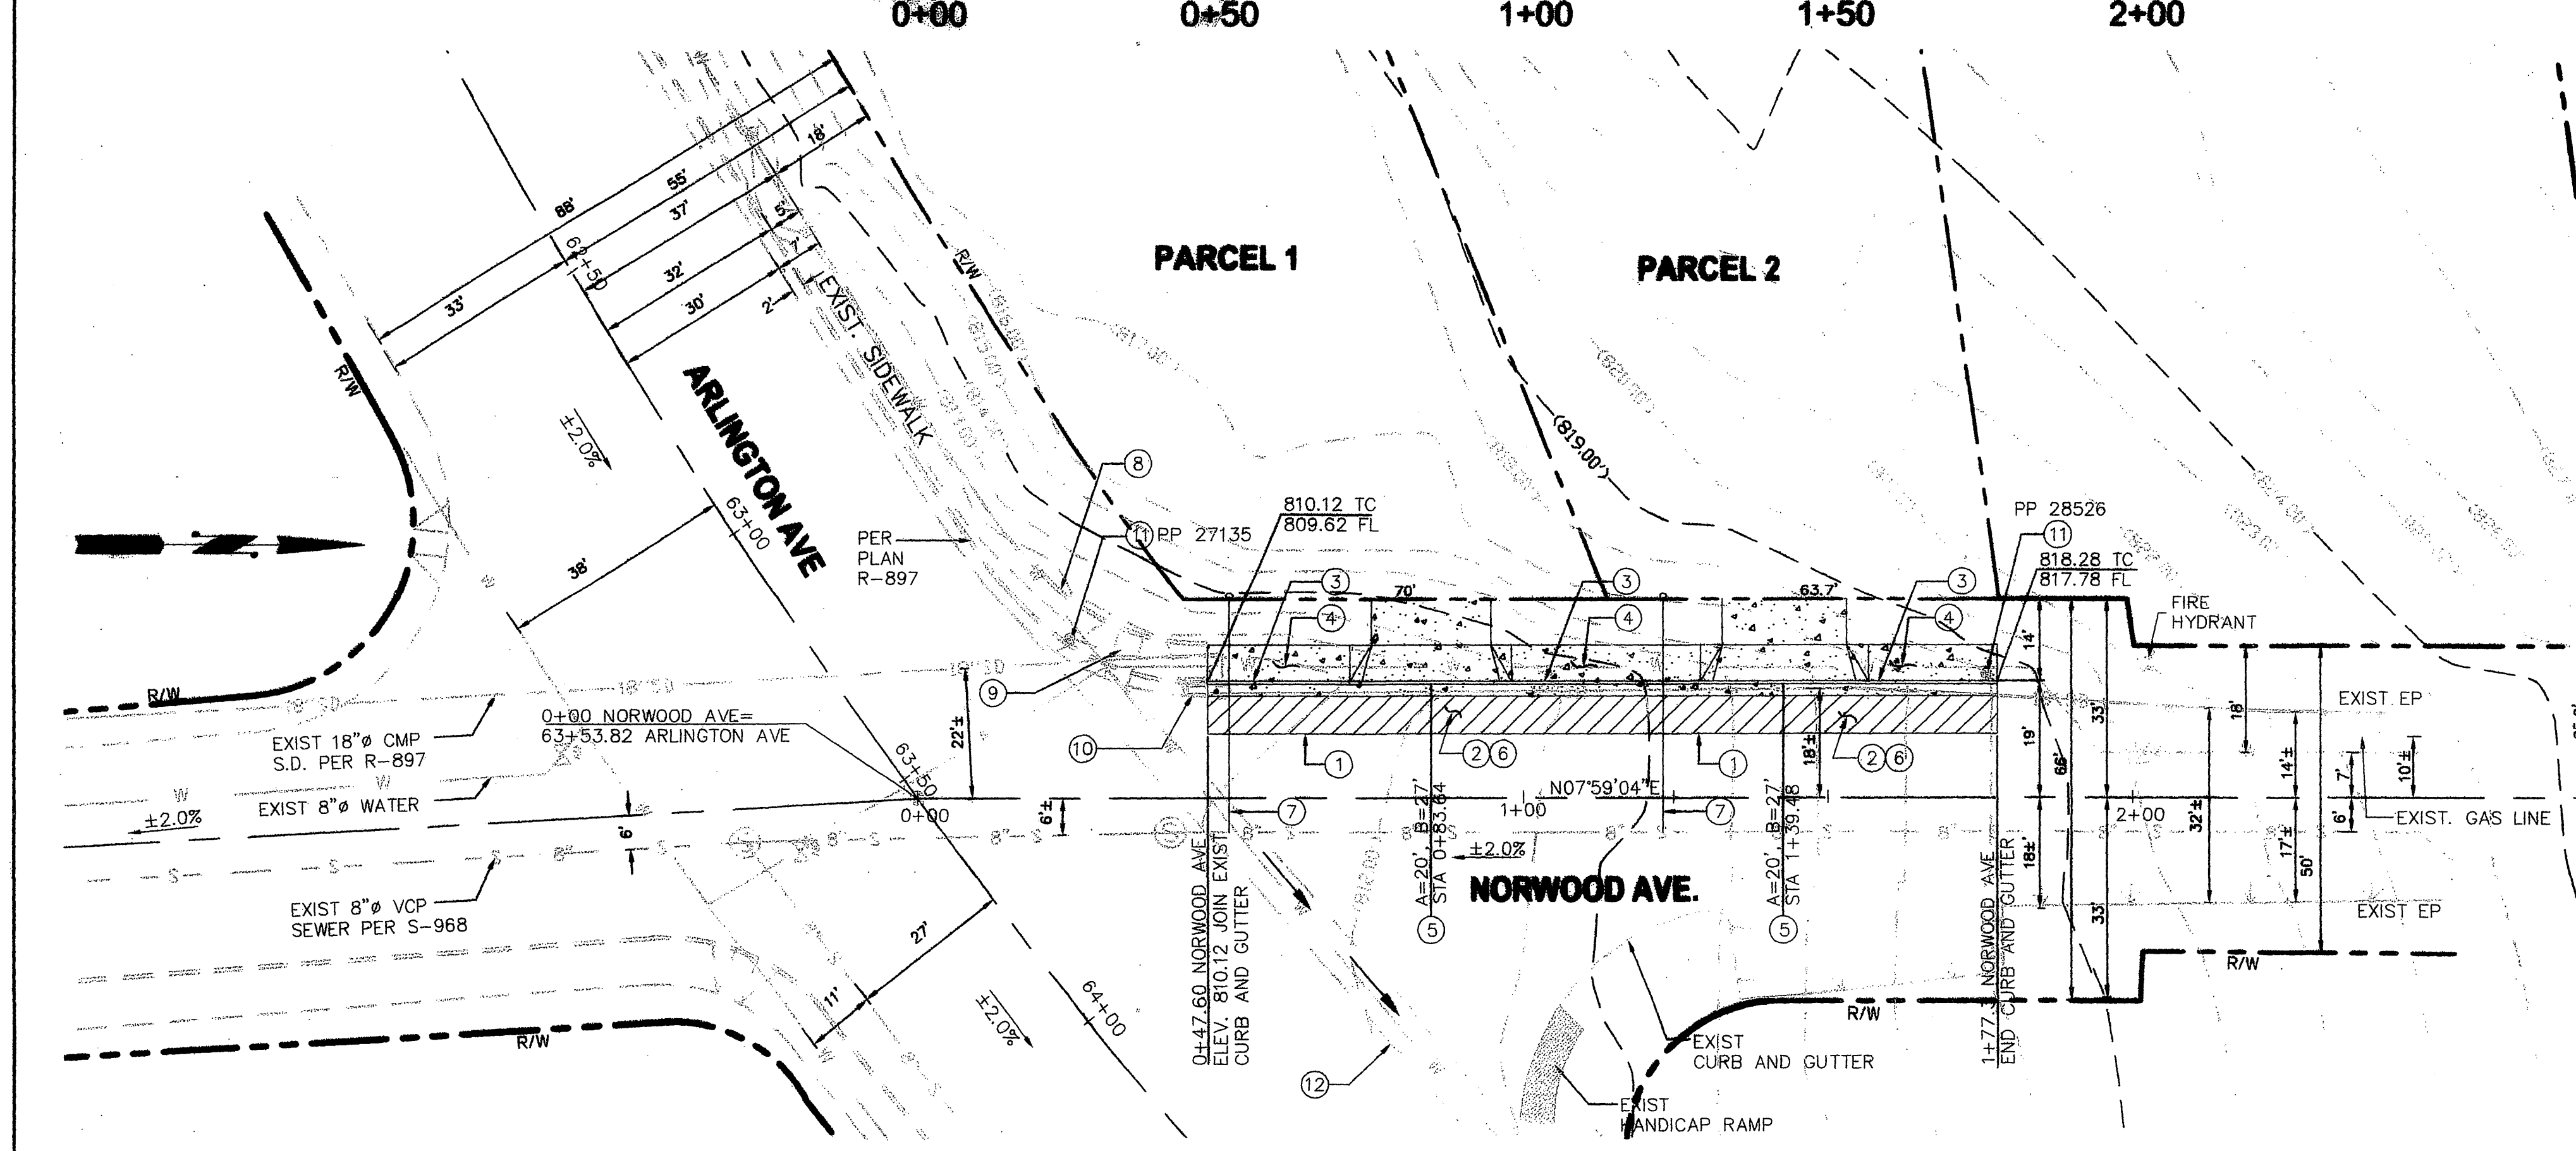 0+00 0+50 1+00 1+50 2+00
88'
55'
18'
37'
5'
32'
7'
33'
30'
2'
62+50
R/W
R/W
EXIST. SIDEWALK
ARLINGTON AVE
±2.0%
PARCEL 1
PARCEL 2
(817.00')
(819.00')
63+00
38'
PER
PLAN
R-897
8
11 PP 27135
810.12 TC
809.62 FL
PP 28526
11
818.28 TC
817.78 FL
3 3 3
70' 63.7'
4 4 4
FIRE
HYDRANT
14'
9
18"SD
18"SD
18"SD
R/W
0+00 NORWOOD AVE=
63+53.82 ARLINGTON AVE
EXIST 18"ø CMP
S.D. PER R-897
EXIST 8"ø WATER
W
W
±2.0%
63+50
0+00
22'±
10
1
2 6
1
2 6
18'±
19'
33'
66'
18'
EXIST EP
32'±
14'±
7'
10'±
N07°59'04"E
1+00
2+00
7
7
EXIST. GAS LINE
6'±
6'
6'
S 8" S
EXIST 8"ø VCP
SEWER PER S-968
0+47.60 NORWOOD AVE
ELEV. 810.12 JOIN EXIST
CURB AND GUTTER
A=20', B=27'
STA 0+83.64
5
±2.0%
NORWOOD AVE.
A=20', B=27'
STA 1+39.48
5
1+77.3 NORWOOD AVE
END CURB AND GUTTER
18±'
33'
17'±
50'
EXIST EP
27'
11'
±2.0%
64+00
R/W
R/W
R/W
12
EXIST
CURB AND GUTTER
EXIST
HANDICAP RAMP